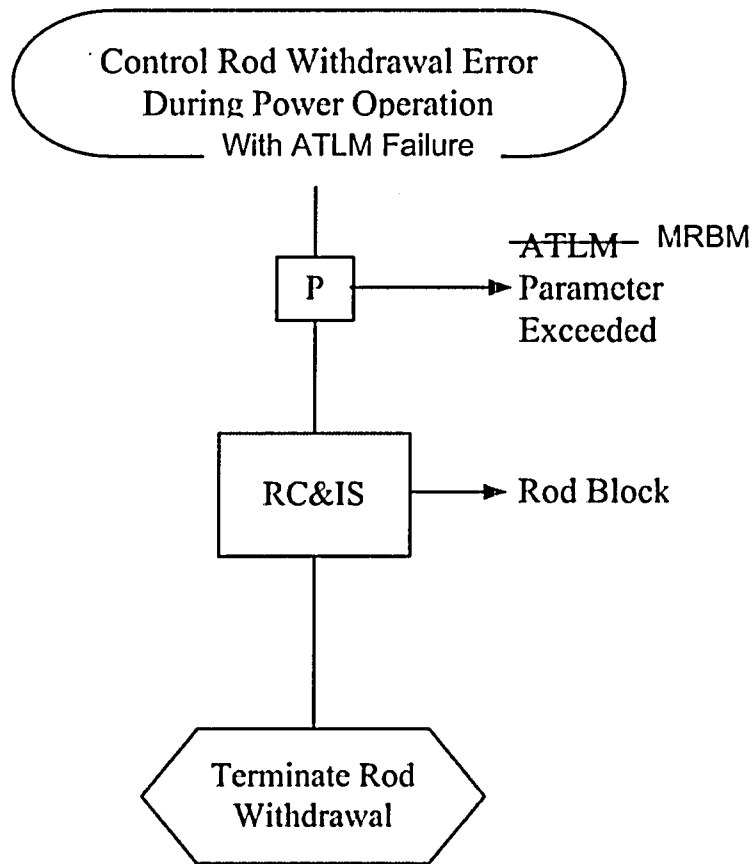 Control Rod Withdrawal Error
During Power Operation
With ATLM Failure
P
ATLM MRBM
Parameter
Exceeded
RC&IS
Rod Block
Terminate Rod
Withdrawal